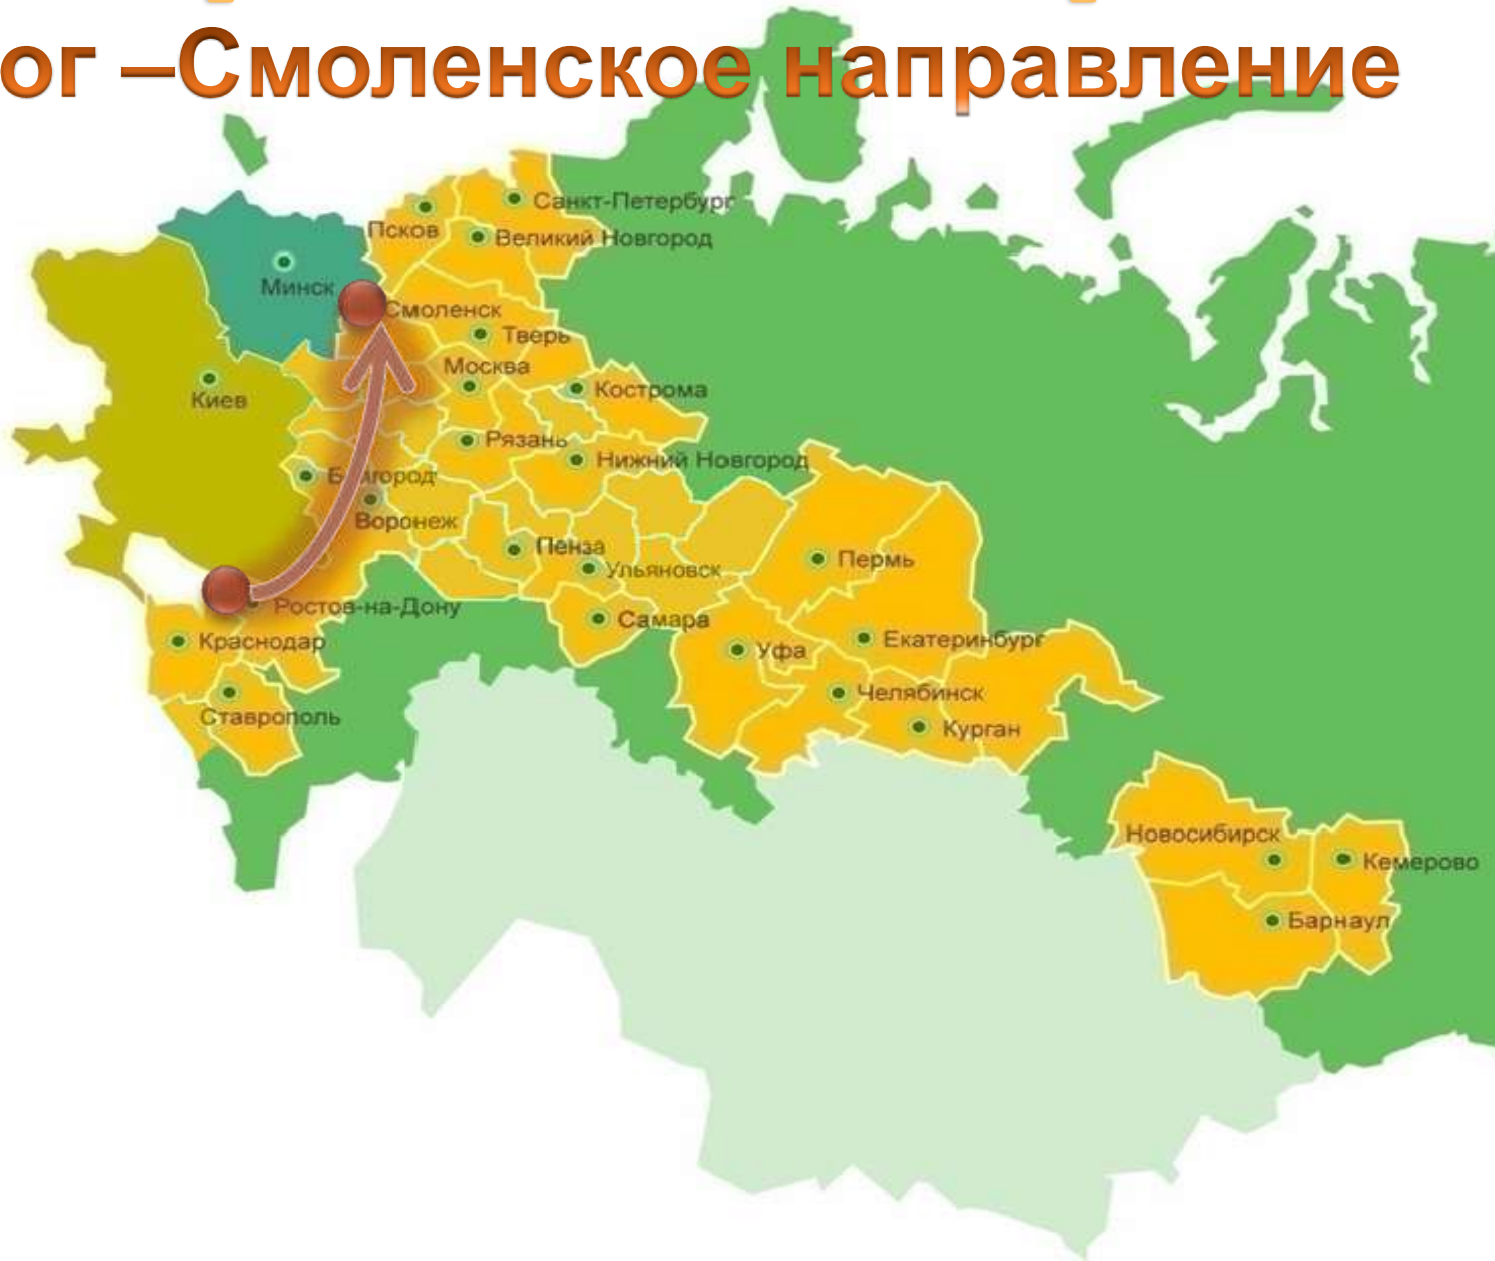 ог –Смоленское направление
Санкт-Петербург
Псков
Великий Новгород
Минск
Смоленск
Тверь
Москва
Киев
Кострома
Рязань
Нижний Новгород
Белгород
Воронеж
Пенза
Пермь
Ульяновск
Ростов-на-Дону
Самара
Краснодар
Екатеринбург
Уфа
Челябинск
Ставрополь
Курган
Новосибирск
Кемерово
Барнаул